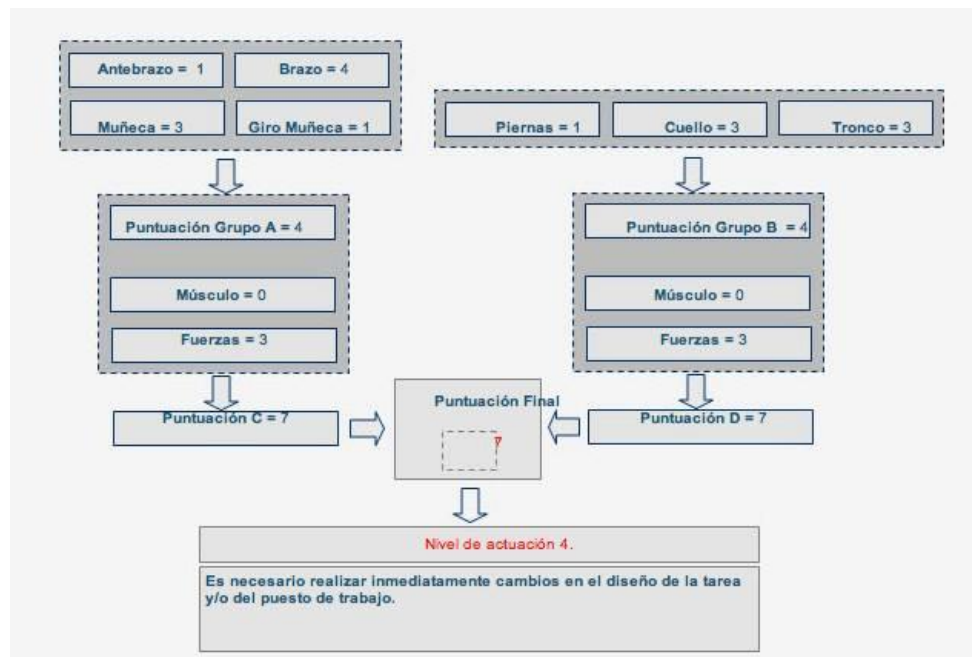 Antebrazo = 1
Brazo = 4
Muñeca = 3
Giro Muñeca = 1
Piernas = 1
Cuello = 3
Tronco = 3
Puntuación Grupo A = 4
Músculo = 0
Fuerzas = 3
Puntuación Grupo B = 4
Músculo = 0
Fuerzas = 3
Puntuación C = 7
Puntuación Final
7
Puntuación D = 7
Nivel de actuación 4.
Es necesario realizar inmediatamente cambios en el diseño de la tarea
y/o del puesto de trabajo.